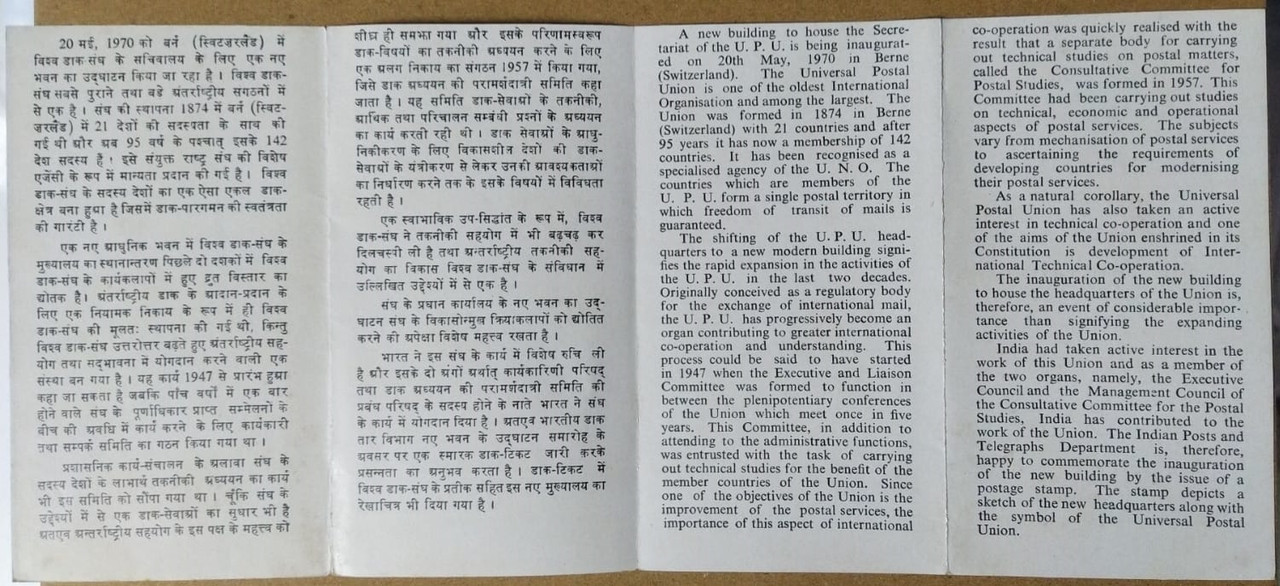 20 मई, 1970 को बर्न (स्विटज़रलैंड) में
विश्व डाक-संघ के सचिवालय के लिए एक नए
भवन का उद्घाटन किया जा रहा है । विश्व डाक-
संघ सबसे पुराने तथा बड़े अंतर्राष्ट्रीय संगठनों में
से एक है । संघ की स्थापना 1874 में बर्न (स्विट-
जरलैंड) में 21 देशों की सदस्यता के साथ की
गई थी और अब 95 वर्ष के पश्चात् इसके 142
देश सदस्य हैं । इसे संयुक्त राष्ट्र संघ की विशेष
एजेंसी के रूप में मान्यता प्रदान की गई है । विश्व
डाक-संघ के सदस्य देशों का एक ऐसा एकल डाक-
क्षेत्र बना हुआ है जिसमें डाक-पारगमन की स्वतंत्रता
की गारंटी है ।
एक नए आधुनिक भवन में विश्व डाक-संघ के
मुख्यालय का स्थानान्तरण पिछले दो दशकों में विश्व
डाक-संघ के कार्यकलापों में हुए द्रुत विस्तार का
द्योतक है। अंतर्राष्ट्रीय डाक के आदान-प्रदान के
लिए एक नियामक निकाय के रूप में ही विश्व
डाक-संघ की मूलतः स्थापना की गई थी, किन्तु
विश्व डाक-संघ उत्तरोत्तर बढ़ते हुए अंतर्राष्ट्रीय सह-
योग तथा सद्भावना में योगदान करने वाली एक
संस्था बन गया है । यह कार्य 1947 से प्रारंभ हुआ
कहा जा सकता है जबकि पाँच वर्षों में एक बार
होने वाले संघ के पूर्णाधिकार प्राप्त सम्मेलनों के
बीच की अवधि में कार्य करने के लिए कार्यकारी
तथा सम्पर्क समिति का गठन किया गया था ।
प्रशासनिक कार्य-संचालन के अलावा संघ के
सदस्य देशों के लाभार्थ तकनीकी अध्ययन का कार्य
भी इस समिति को सौंपा गया था । चूँकि संघ के
उद्देश्यों में से एक डाक-सेवाओं का सुधार भी है
अतएव अन्तर्राष्ट्रीय सहयोग के इस पक्ष के महत्त्व को
शीघ्र ही समझा गया और इसके परिणामस्वरूप
डाक-विषयों का तकनीकी अध्ययन करने के लिए
एक अलग निकाय का संगठन 1957 में किया गया,
जिसे डाक अध्ययन की परामर्शदात्री समिति कहा
जाता है । यह समिति डाक-सेवाओं के तकनीकी,
आर्थिक तथा परिचालन सम्बंधी प्रश्नों के अध्ययन
का कार्य करती रही थी । डाक सेवाओं के आधु-
निकीकरण के लिए विकासशील देशों की डाक-
सेवाओं के यंत्रीकरण से लेकर उनकी आवश्यकताओं
का निर्धारण करने तक के इसके विषयों में विविधता
रहती है ।
एक स्वाभाविक उप-सिद्धांत के रूप में, विश्व
डाक-संघ ने तकनीकी सहयोग में भी बढ़चढ़ कर
दिलचस्पी ली है तथा अन्तर्राष्ट्रीय तकनीकी सह-
योग का विकास विश्व डाक-संघ के संविधान में
उल्लिखित उद्देश्यों में से एक है ।
संघ के प्रधान कार्यालय के नए भवन का उद्-
घाटन संघ के विकासोन्मुख क्रियाकलापों को द्योतित
करने की अपेक्षा विशेष महत्त्व रखता है ।
भारत ने इस संघ के कार्य में विशेष रुचि ली
है और इसके दो अंगों अर्थात् कार्यकारिणी परिषद्
तथा डाक अध्ययन की परामर्शदात्री समिति की
प्रबंध परिषद् के सदस्य होने के नाते भारत ने संघ
के कार्य में योगदान दिया है । अतएव भारतीय डाक
तार विभाग नए भवन के उद्घाटन समारोह के
अवसर पर एक स्मारक डाक-टिकट जारी करके
प्रसन्नता का अनुभव करता है । डाक-टिकट में
विश्व डाक-संघ के प्रतीक सहित इस नए मुख्यालय का
रेखाचित्र भी दिया गया है ।
A new building to house the Secre-
tariat of the U. P. U. is being inaugurat-
ed on 20th May, 1970 in Berne
(Switzerland). The Universal Postal
Union is one of the oldest International
Organisation and among the largest. The
Union was formed in 1874 in Berne
(Switzerland) with 21 countries and after
95 years it has now a membership of 142
countries. It has been recognised as a
specialised agency of the U. N. O. The
countries which are members of the
U. P. U. form a single postal territory in
which freedom of transit of mails is
guaranteed.
The shifting of the U. P. U. head-
quarters to a new modern building signi-
fies the rapid expansion in the activities of
the U. P. U. in the last two decades.
Originally conceived as a regulatory body
for the exchange of international mail,
the U. P. U. has progressively become an
organ contributing to greater international
co-operation and understanding. This
process could be said to have started
in 1947 when the Executive and Liaison
Committee was formed to function in
between the plenipotentiary conferences
of the Union which meet once in five
years. This Committee, in addition to
attending to the administrative functions,
was entrusted with the task of carrying
out technical studies for the benefit of the
member countries of the Union. Since
one of the objectives of the Union is the
improvement of the postal services, the
importance of this aspect of international
co-operation was quickly realised with the
result that a separate body for carrying
out technical studies on postal matters,
called the Consultative Committee for
Postal Studies, was formed in 1957. This
Committee had been carrying out studies
on technical, economic and operational
aspects of postal services. The subjects
vary from mechanisation of postal services
to ascertaining the requirements of
developing countries for modernising
their postal services.
As a natural corollary, the Universal
Postal Union has also taken an active
interest in technical co-operation and one
of the aims of the Union enshrined in its
Constitution is development of Inter-
national Technical Co-operation.
The inauguration of the new building
to house the headquarters of the Union is,
therefore, an event of considerable impor-
tance than signifying the expanding
activities of the Union.
India had taken active interest in the
work of this Union and as a member of
the two organs, namely, the Executive
Council and the Management Council of
the Consultative Committee for the Postal
Studies, India has contributed to the
work of the Union. The Indian Posts and
Telegraphs Department is, therefore,
happy to commemorate the inauguration
of the new building by the issue of a
postage stamp. The stamp depicts a
sketch of the new headquarters along with
the symbol of the Universal Postal
Union.